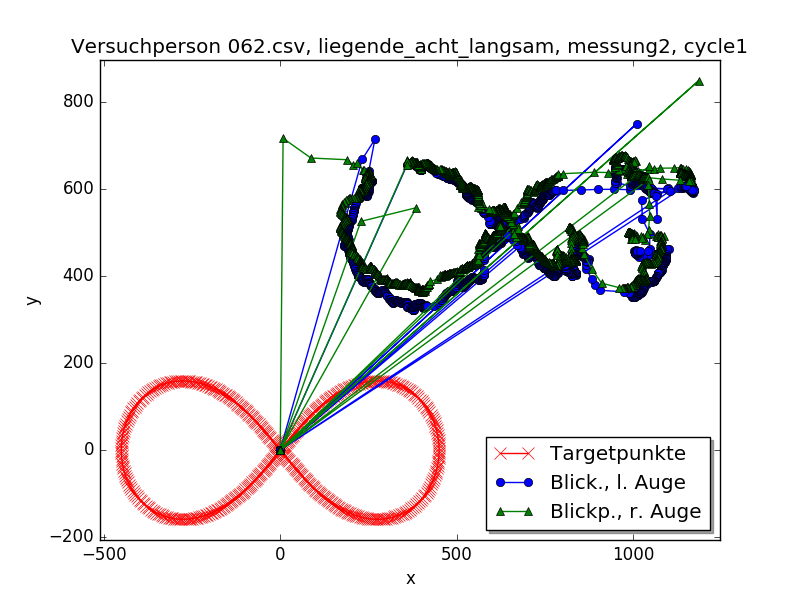 Versuchperson 062.csv, liegende_acht_langsam, messung2, cycle1
800
600
400
200
0
−200
y
−500
0
500
1000
x
Targetpunkte
Blick., l. Auge
Blickp., r. Auge